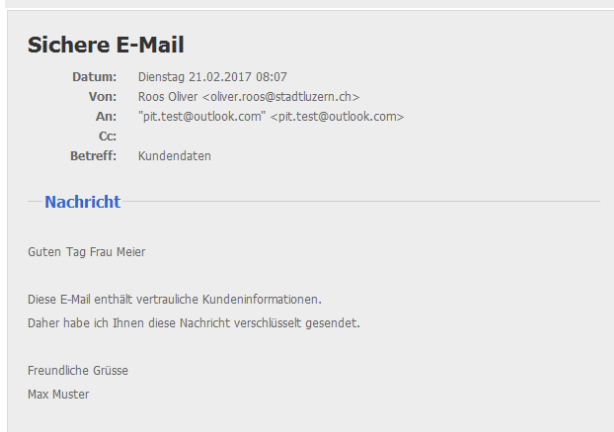 Sichere E-Mail
Datum: Dienstag 21.02.2017 08:07
Von: Roos Oliver <oliver.roos@stadtluzern.ch>
An: "pit.test@outlook.com" <pit.test@outlook.com>
Cc:
Betreff: Kundendaten
Nachricht
Guten Tag Frau Meier
Diese E-Mail enthält vertrauliche Kundeninformationen.
Daher habe ich Ihnen diese Nachricht verschlüsselt gesendet.
Freundliche Grüsse
Max Muster